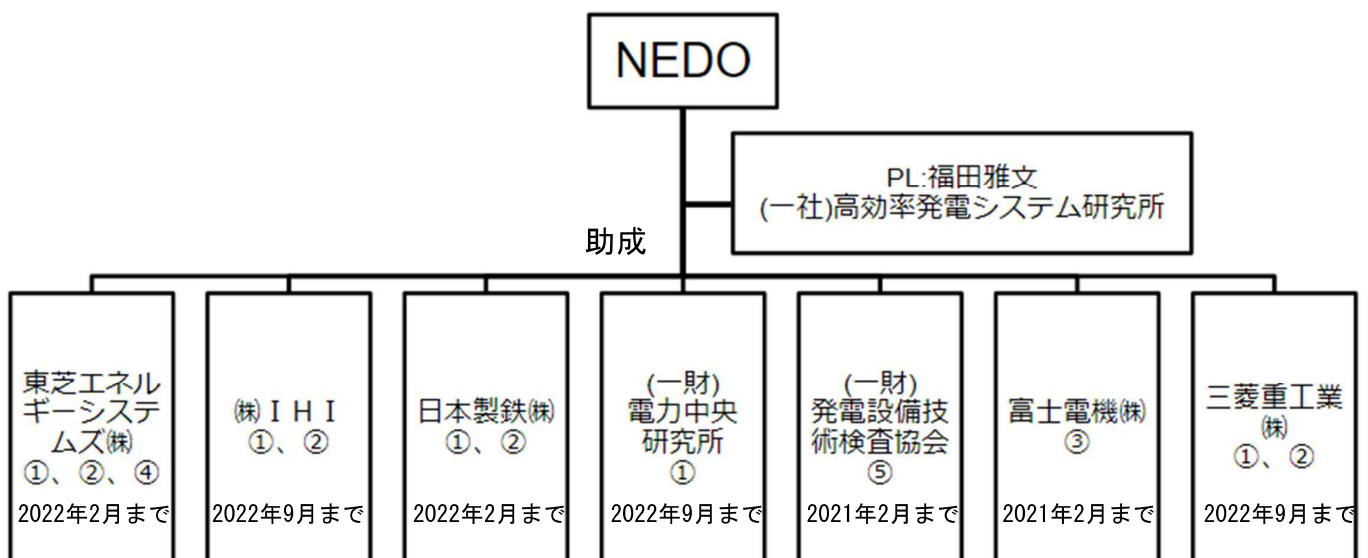 NEDO
PL:福田雅文
(一社)高効率発電システム研究所
助成
東芝エネル
ギーシステ
ムズ㈱
①、②、④
2022年2月まで
㈱ＩＨＩ
①、②
2022年9月まで
日本製鉄㈱
①、②
2022年2月まで
(一財)
電力中央
研究所
①
2022年9月まで
(一財)
発電設備技
術検査協会
⑤
2021年2月まで
富士電機㈱
③
2021年2月まで
三菱重工業
㈱
①、②
2022年9月まで